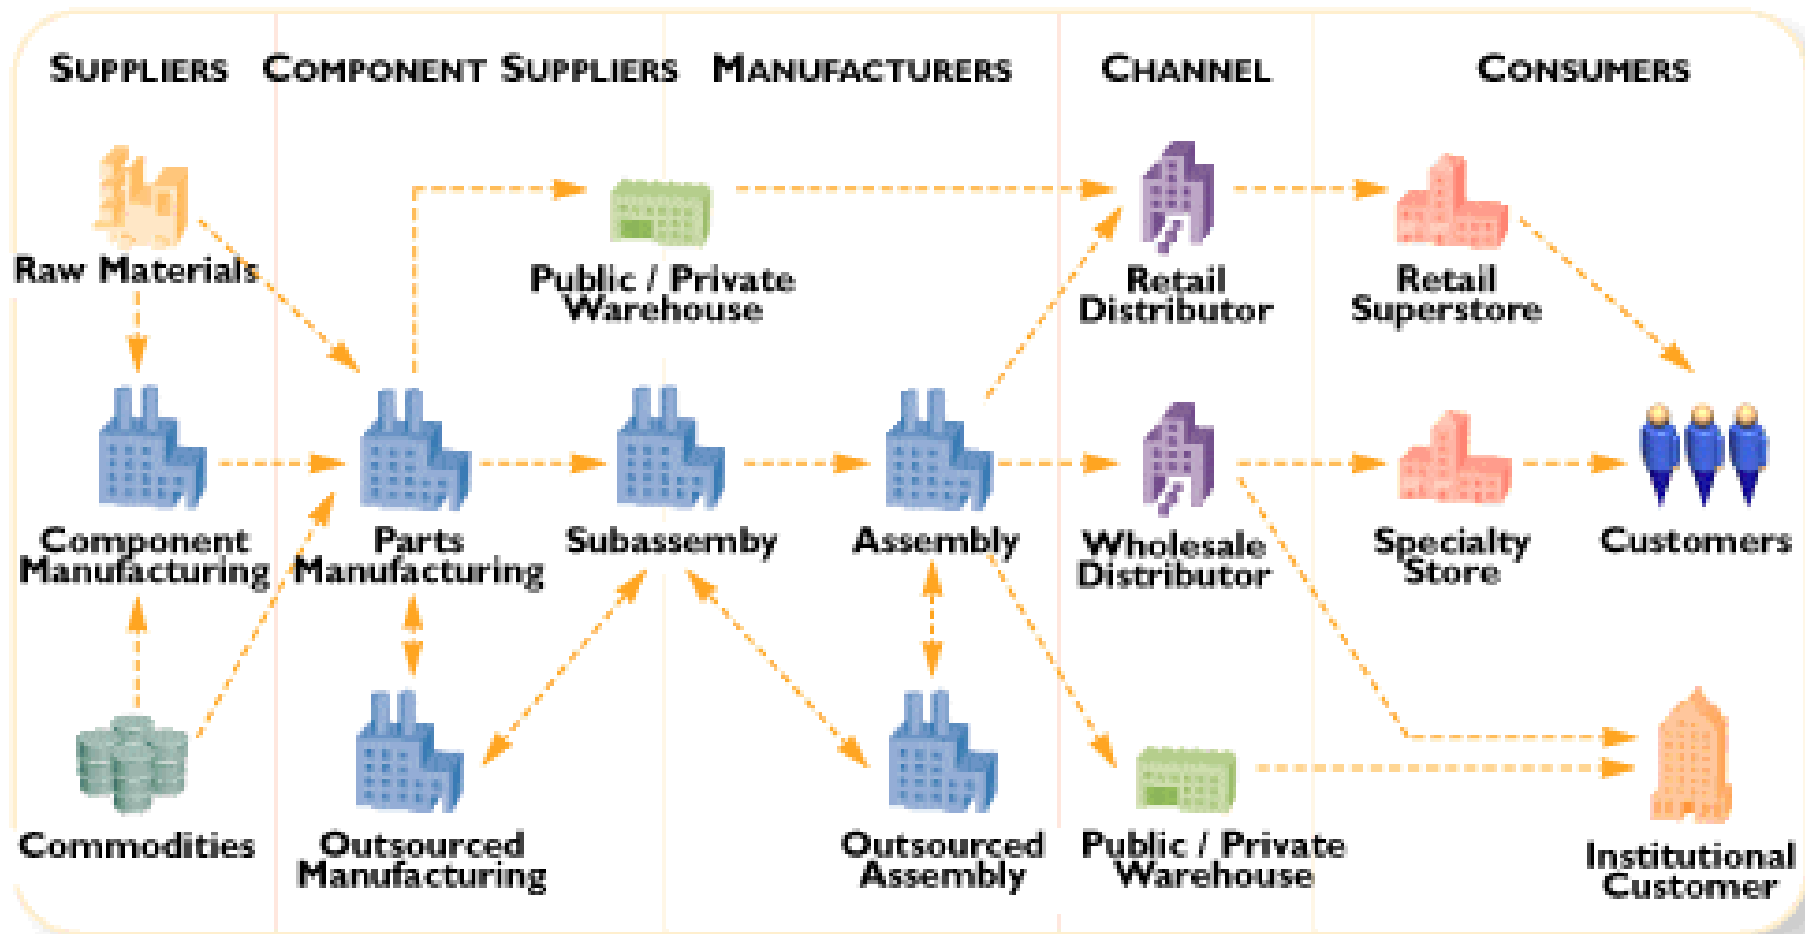 SUPPLIERS
COMPONENT SUPPLIERS
MANUFACTURERS
CHANNEL
CONSUMERS
Raw Materials
Public / Private
Warehouse
Retail
Distributor
Retail
Superstore
Component
Manufacturing
Parts
Manufacturing
Subassemby
Assembly
Wholesale
Distributor
Specialty
Store
Customers
Commodities
Outsourced
Manufacturing
Outsourced
Assembly
Public / Private
Warehouse
Institutional
Customer